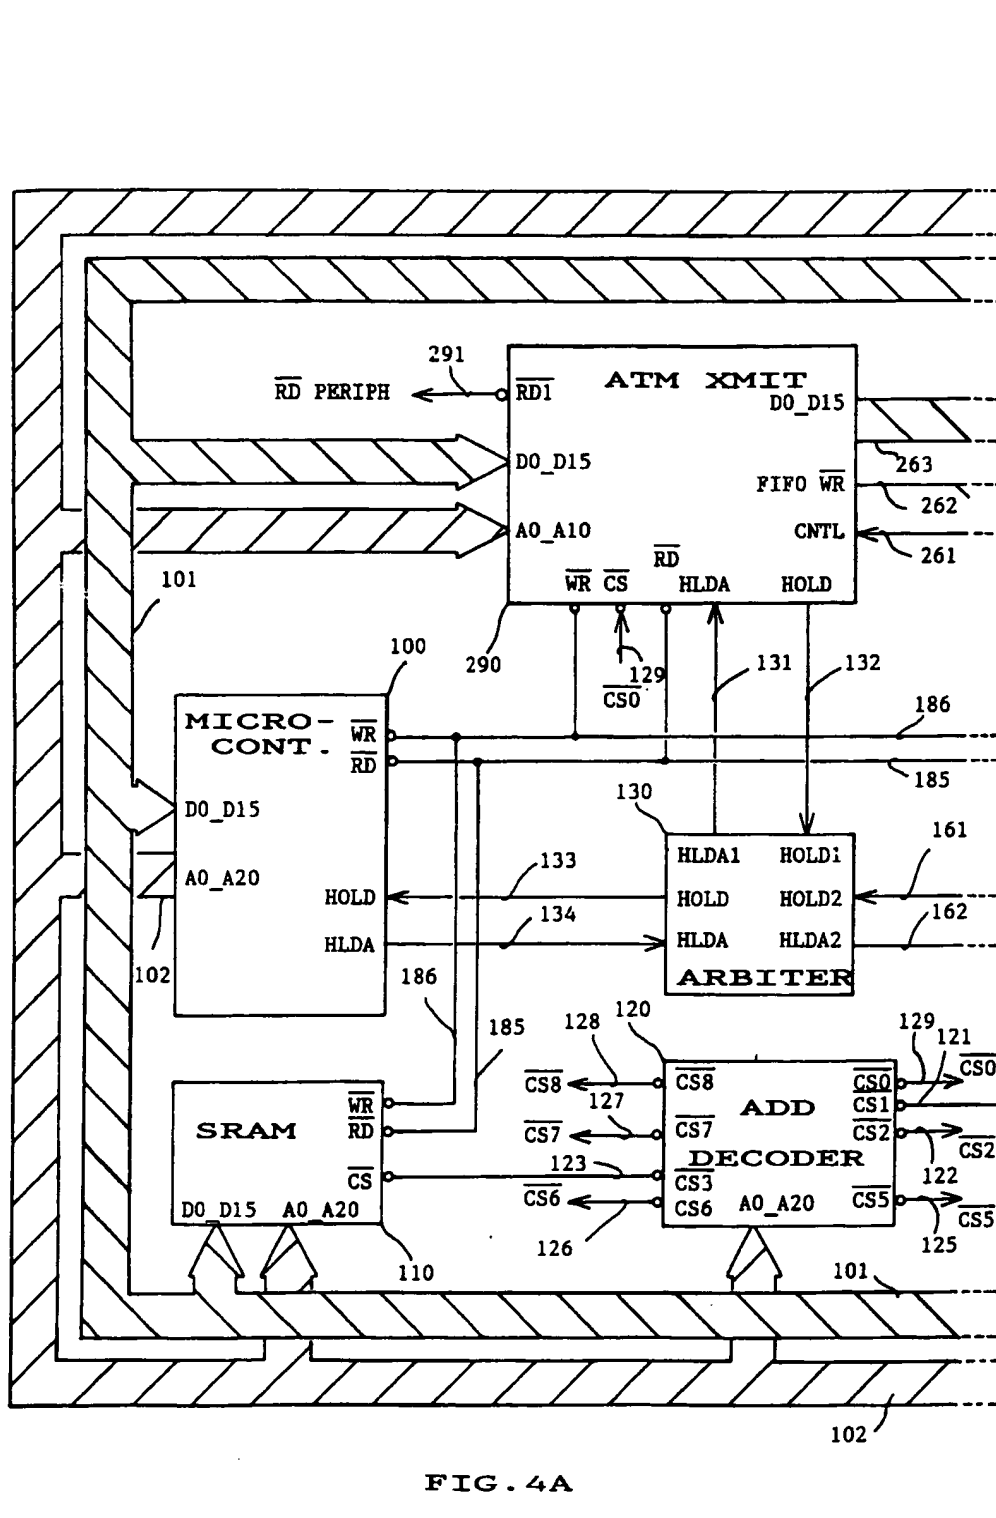 291
RD PERIPH
RD1
ATM XMIT
D0_D15
263
D0_D15
FIFO WR
262
A0_A10
CNTL
261
RD
WR CS HLDA HOLD
101
290
129
CS0
131
132
100
186
MICRO-
CONT.
WR
RD
185
130
D0_D15
A0_A20
HLDA1 HOLD1
161
133
HOLD
HOLD HOLD2
134
162
HLDA
HLDA HLDA2
ARBITER
102
186
185
128
120
129 121
CS8
CS8
CS0
CS0
127
ADD
CS1
WR
RD
SRAM
CS7
CS7
CS2
CS2
DECODER
122
123
CS
CS3
CS6
CS6
A0_A20
CS5
CS5
D0_D15 A0_A20
126
125
110
101
102
FIG.4A